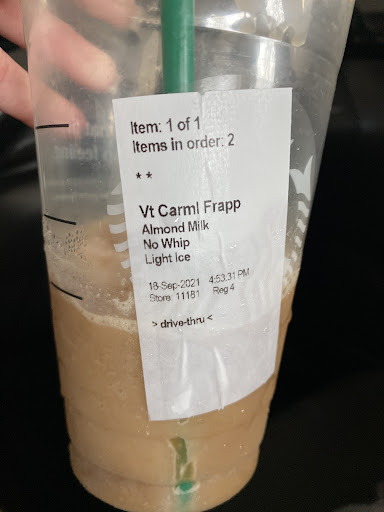 Item: 1 of 1
Items in order: 2
* *
Vt Carml Frapp
Almond Milk
No Whip
Light Ice
18-Sep-2021 4:53:31 PM
Store: 11181 Reg 4
> drive-thru <